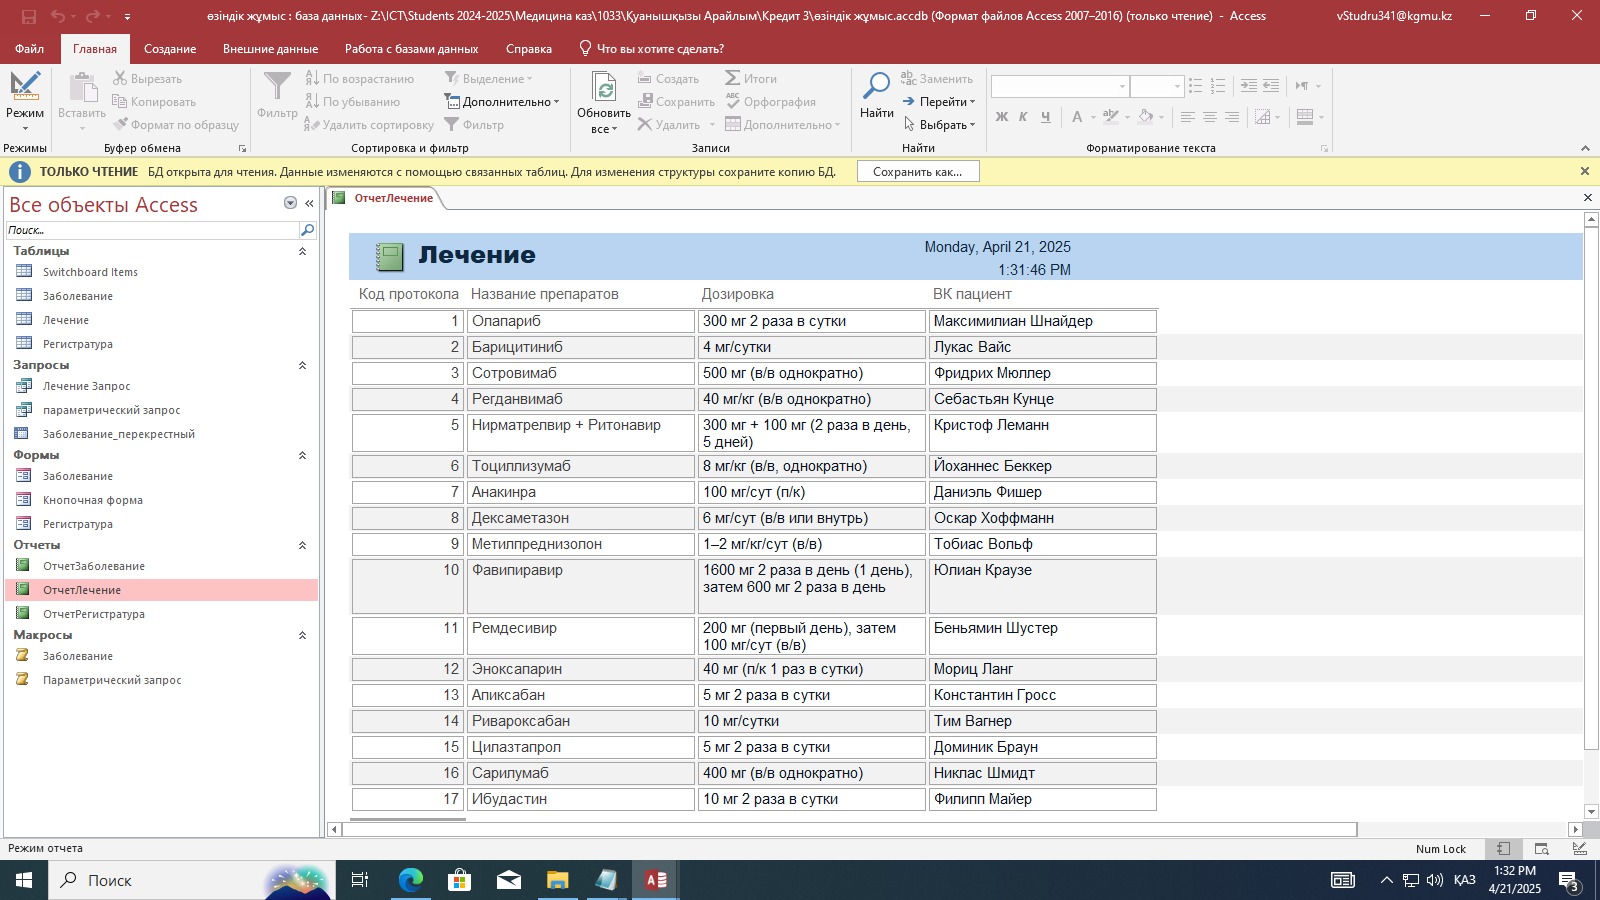 өзіндік жұмыс : база данных- Z:\ICT\Students 2024-2025\Медицина каз\1033\Қуанышқызы Арайлым\Кредит 3\өзіндік жұмыс.accdb (Формат файлов Access 2007–2016) (только чтение) - Access
vStudru341@kgmu.kz
Файл Главная Создание Внешние данные Работа с базами данных Справка Что вы хотите сделать?
Режим
Режимы
Вставить
Вырезать
Копировать
Формат по образцу
Буфер обмена
Фильтр
По возрастанию
По убыванию
Удалить сортировку
Выделение
Дополнительно
Фильтр
Сортировка и фильтр
Обновить
все
Создать
Сохранить
Удалить
Итоги
Орфография
Дополнительно
Записи
Найти
Заменить
Перейти
Выбрать
Найти
Ж К Ч А
Форматирование текста
ТОЛЬКО ЧТЕНИЕ БД открыта для чтения. Данные изменяются с помощью связанных таблиц. Для изменения структуры сохраните копию БД. Сохранить как...
Все объекты Access
Поиск...
Таблицы
Switchboard Items
Заболевание
Лечение
Регистратура
Запросы
Лечение Запрос
параметрический запрос
Заболевание_перекрестный
Формы
Заболевание
Кнопочная форма
Регистратура
Отчеты
ОтчетЗаболевание
ОтчетЛечение
ОтчетРегистратура
Макросы
Заболевание
Параметрический запрос
ОтчетЛечение
Лечение
Monday, April 21, 2025
1:31:46 PM
Код протокола Название препаратов Дозировка ВК пациент
1 Олапариб 300 мг 2 раза в сутки Максимилиан Шнайдер
2 Барицитиниб 4 мг/сутки Лукас Вайс
3 Сотровимаб 500 мг (в/в однократно) Фридрих Мюллер
4 Регданвимаб 40 мг/кг (в/в однократно) Себастьян Кунце
5 Нирматрелвир + Ритонавир 300 мг + 100 мг (2 раза в день, Кристоф Леманн
5 дней)
6 Тоциллизумаб 8 мг/кг (в/в, однократно) Йоханнес Беккер
7 Анакинра 100 мг/сут (п/к) Даниэль Фишер
8 Дексаметазон 6 мг/сут (в/в или внутрь) Оскар Хоффманн
9 Метилпреднизолон 1–2 мг/кг/сут (в/в) Тобиас Вольф
10 Фавипиравир 1600 мг 2 раза в день (1 день), Юлиан Краузе
затем 600 мг 2 раза в день
11 Ремдесивир 200 мг (первый день), затем Беньямин Шустер
100 мг/сут (в/в)
12 Эноксапарин 40 мг (п/к 1 раз в сутки) Мориц Ланг
13 Апиксабан 5 мг 2 раза в сутки Константин Гросс
14 Ривароксабан 10 мг/сутки Тим Вагнер
15 Цилазтапрол 5 мг 2 раза в сутки Доминик Браун
16 Сарилумаб 400 мг (в/в однократно) Никлас Шмидт
17 Ибудастин 10 мг 2 раза в сутки Филипп Майер
Режим отчета
Num Lock
Поиск
ҚАЗ
1:32 PM
4/21/2025
3